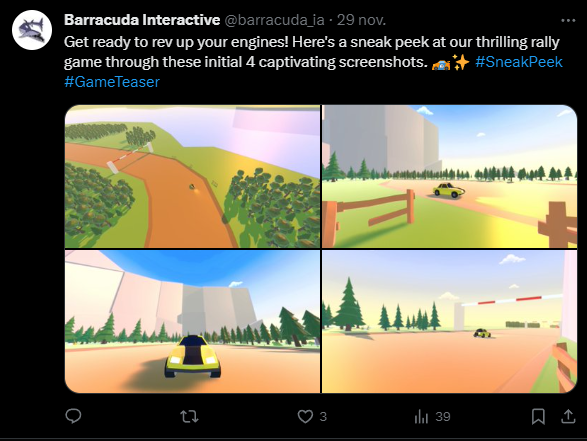 Barracuda Interactive @barracuda_ia · 29 nov.
Get ready to rev up your engines! Here's a sneak peek at our thrilling rally
game through these initial 4 captivating screenshots. 🚗✨ #SneakPeek
#GameTeaser
3
39